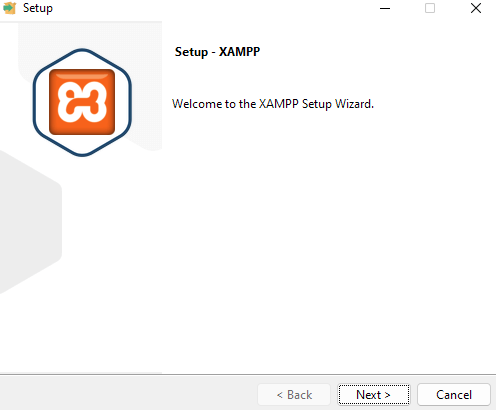 Setup
Setup - XAMPP
Welcome to the XAMPP Setup Wizard.
< Back
Next >
Cancel